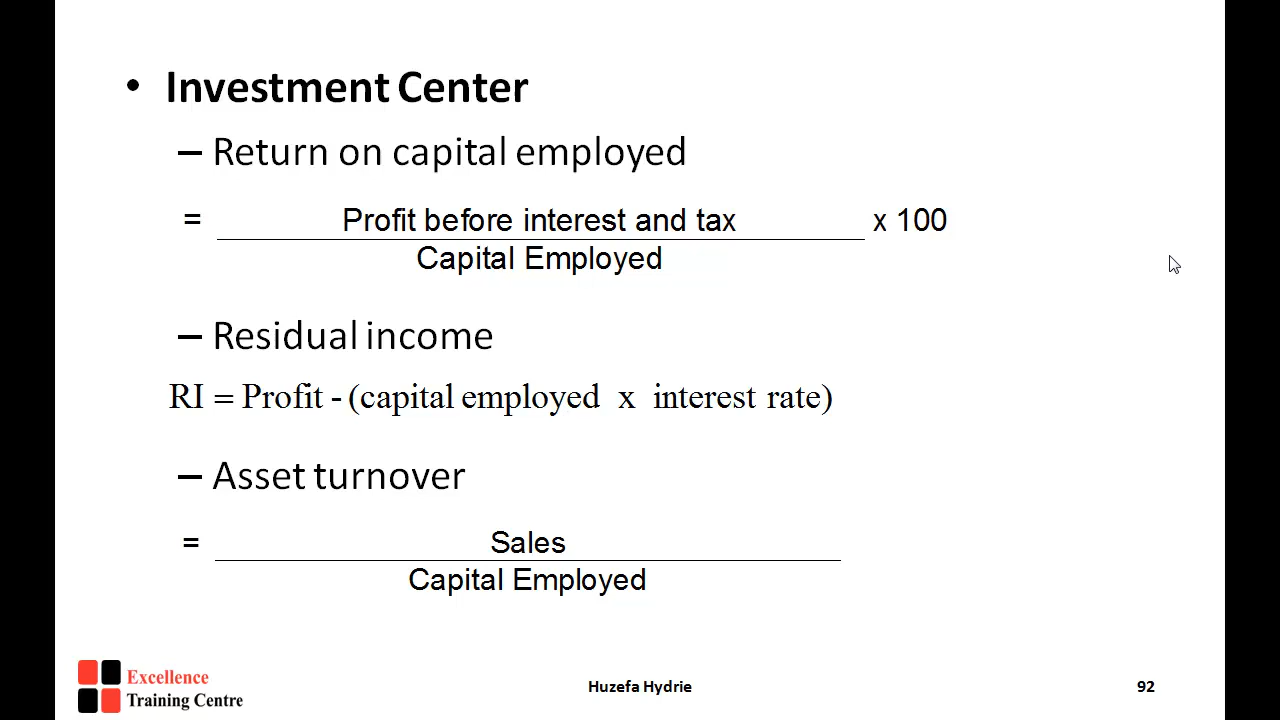 • Investment Center
– Return on capital employed
= Profit before interest and tax x 100
Capital Employed
– Residual income
RI = Profit - (capital employed x interest rate)
– Asset turnover
= Sales
Capital Employed
Excellence
Training Centre
Huzefa Hydrie
92